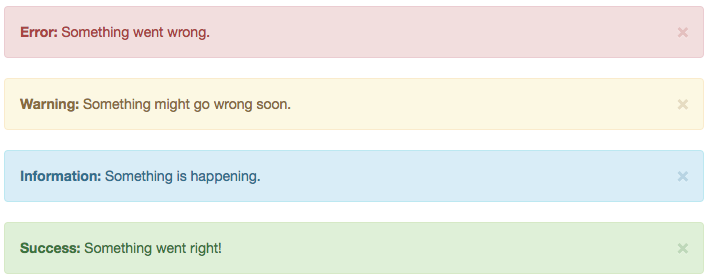 Error: Something went wrong. ×
Warning: Something might go wrong soon. ×
Information: Something is happening. ×
Success: Something went right! ×